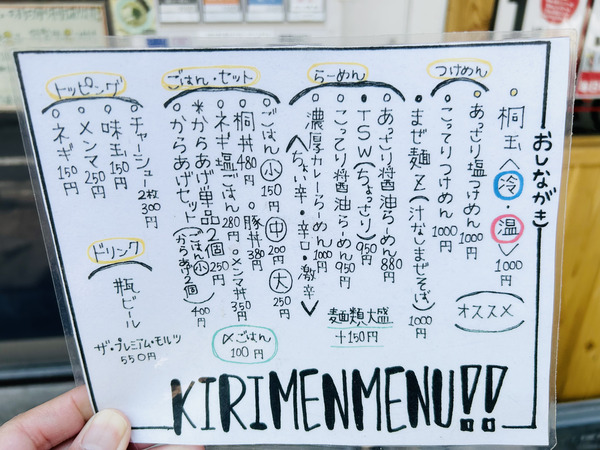 おしながき
桐玉〈冷・温〉1000円
オススメ
つけめん
あっさり塩つけめん 1000円
こってりつけめん 1000円
まぜ麺Z(汁なしまぜそば) 1000円
らーめん
あっさり醤油らーめん 880円
TSW(ちょっさり) 950円
こってり醤油らーめん 950円
濃厚カレーらーめん 1000円
〈ちょい辛・辛口・激辛〉
麺類大盛
+150円
ごはん・セット
ごはん 小 150円 中 200円 大 250円
桐丼 480円
豚丼 380円
ネギ塩ごはん 280円
メンマ丼 350円
*からあげ単品2個 250円
からあげセット(ごはん小 からあげ2個) 400円
〆ごはん
100円
トッピング
チャーシュー2枚 300円
味玉 150円
メンマ 250円
ネギ 150円
ドリンク
瓶ビール
ザ・プレミアム・モルツ
550円
KIRIMENMENU!!